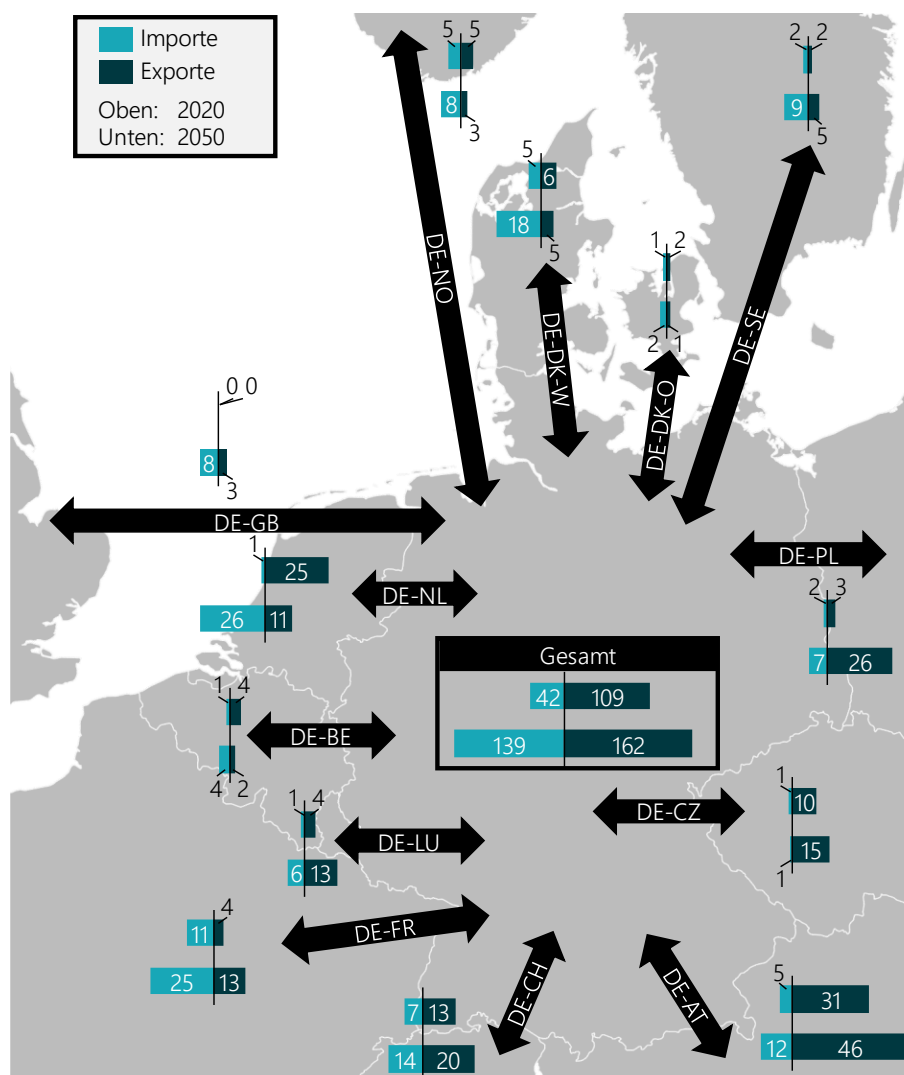 Importe
Exporte
Oben: 2020
Unten: 2050
5 5
8
3
2 2
9
5
5
6
18
5
1 2
2 1
DE-NO
DE-DK-W
DE-DK-O
DE-SE
0 0
8
3
DE-GB
1
25
26 11
DE-NL
DE-PL
2 3
7 26
Gesamt
42 109
139 162
1 4
4 2
DE-BE
1 4
6 13
DE-LU
DE-CZ
1
10
15
1
4
11
25 13
DE-FR
7 13
14 20
DE-CH
DE-AT
5
31
12 46